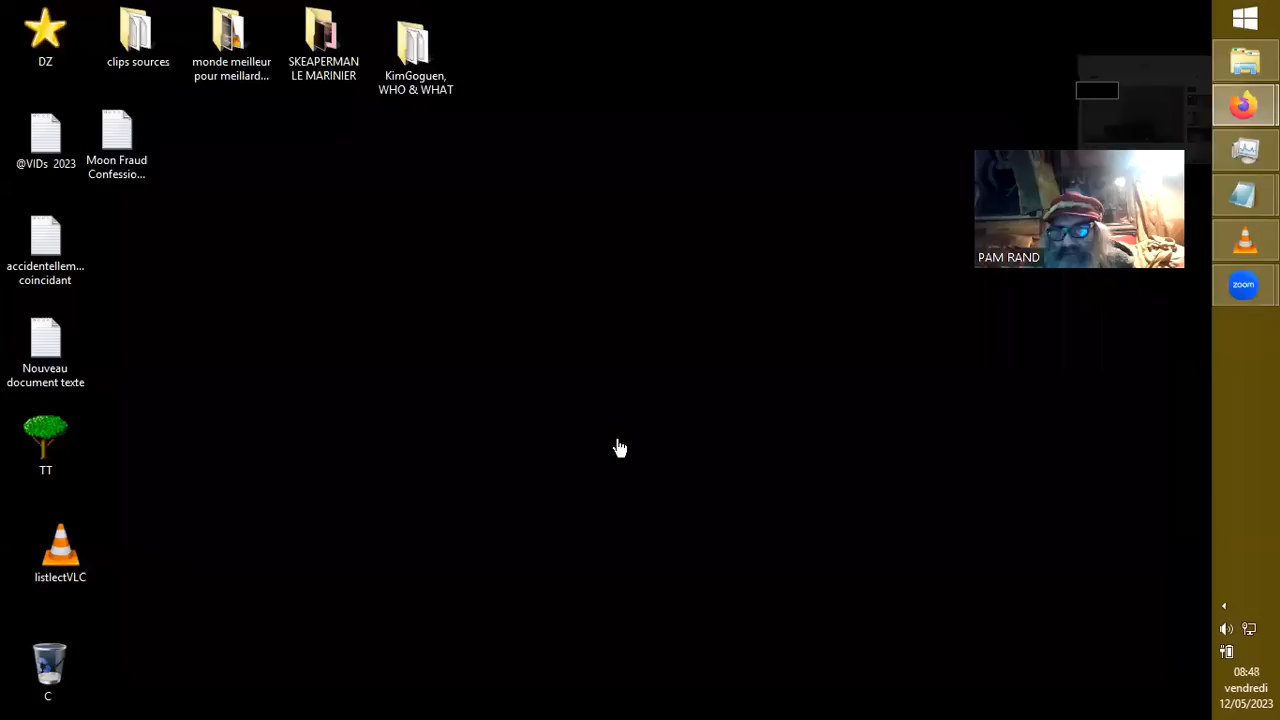 DZ
clips sources
monde meilleur
pour meillard...
SKEAPERMAN
LE MARINIER
KimGoguen,
WHO & WHAT
@VIDs 2023
Moon Fraud
Confessio...
PAM RAND
accidentellem...
coincidant
zoom
Nouveau
document texte
TT
listlectVLC
C
08:48
vendredi
12/05/2023